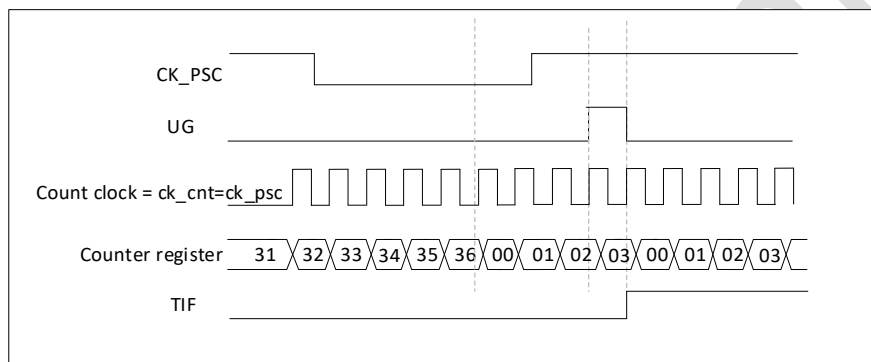 CK_PSC
UG
Count clock = ck_cnt=ck_psc
Counter register 31 32 33 34 35 36 00 01 02 03 00 01 02 03
TIF